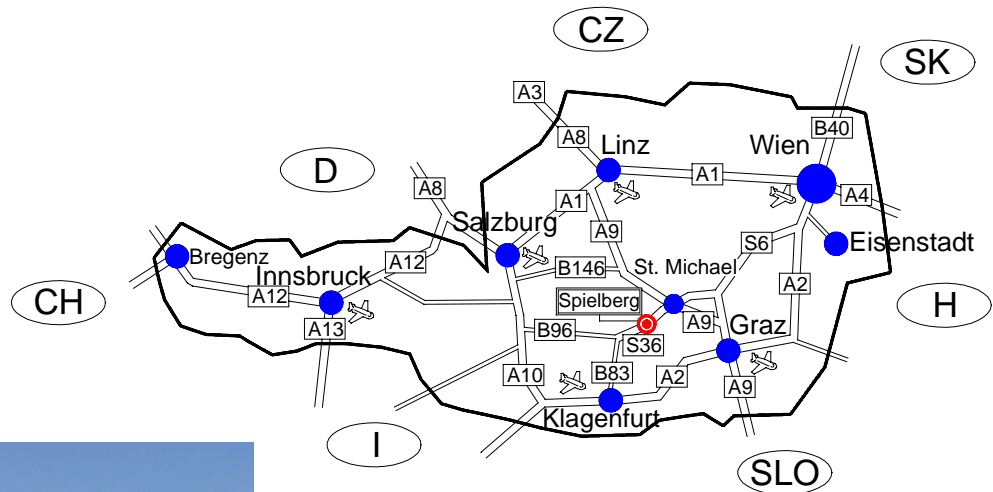 CZ
SK
A3
B40
A8
Linz
Wien
D
A1
A8
A4
A1
Salzburg
A9
S6
Eisenstadt
Bregenz
A12
B146
St. Michael
Innsbruck
A2
CH
A12
Spielberg
H
A13
B96
A9
Graz
S36
A10
B83
A2
A9
Klagenfurt
I
SLO